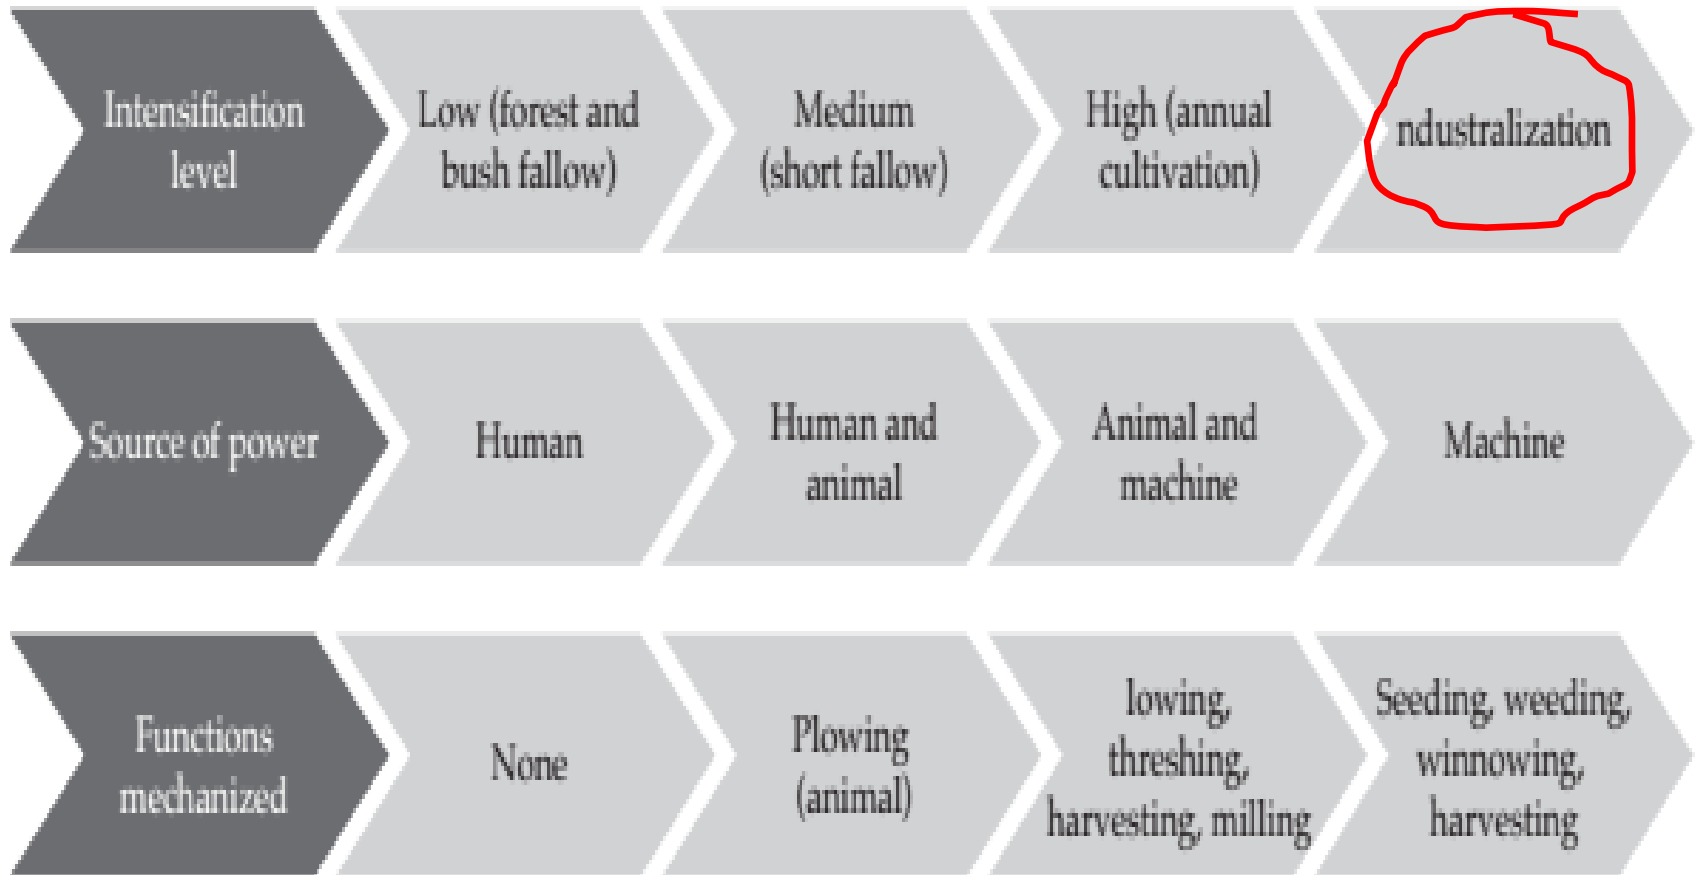 Intensification
level
Low (forest and
bush fallow)
Medium
(short fallow)
High (annual
cultivation)
ndustralization
Source of power
Human
Human and
animal
Animal and
machine
Machine
Functions
mechanized
None
Plowing
(animal)
lowing,
threshing,
harvesting, milling
Seeding, weeding,
winnowing,
harvesting